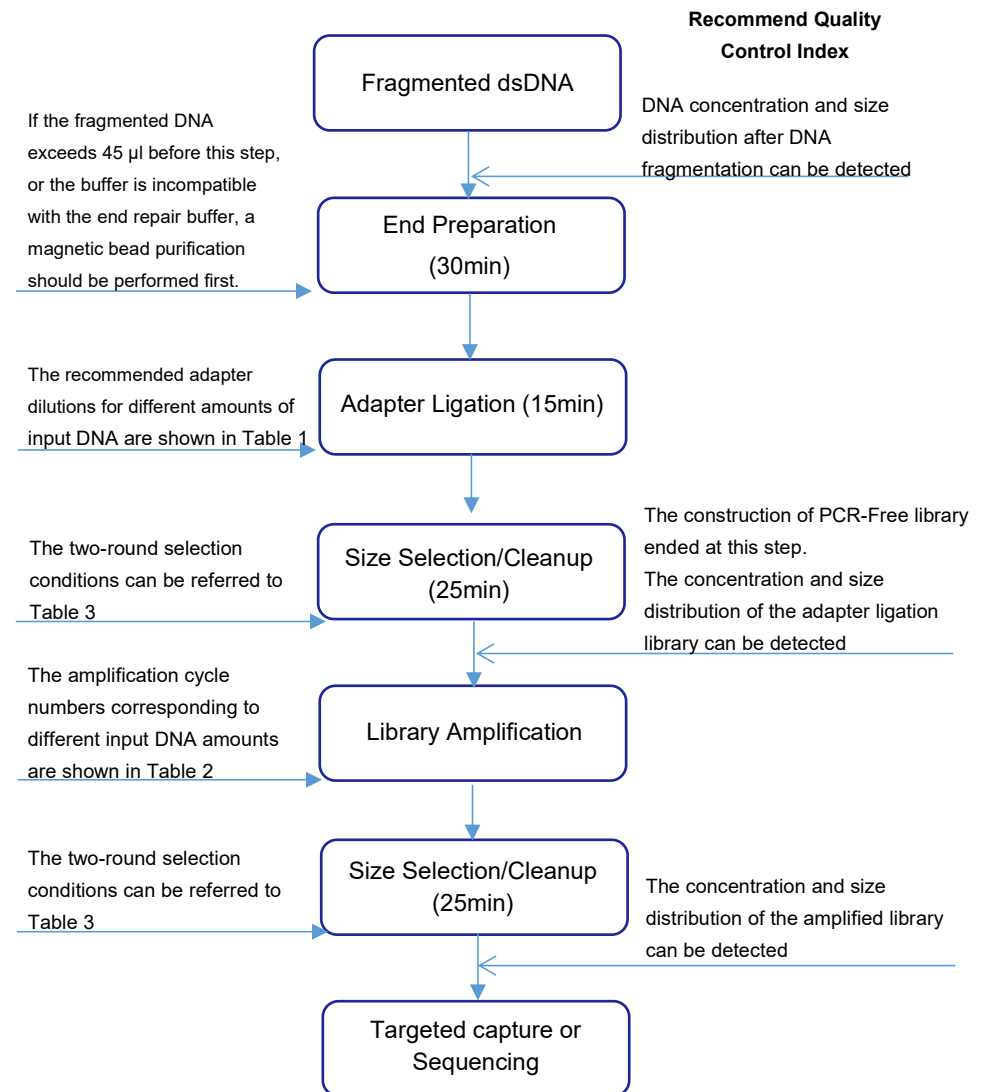 Recommend Quality
Control Index
Fragmented dsDNA
DNA concentration and size
distribution after DNA
fragmentation can be detected
If the fragmented DNA
exceeds 45 µl before this step,
or the buffer is incompatible
with the end repair buffer, a
magnetic bead purification
should be performed first.
End Preparation
(30min)
The recommended adapter
dilutions for different amounts of
input DNA are shown in Table 1
Adapter Ligation (15min)
The two-round selection
conditions can be referred to
Table 3
Size Selection/Cleanup
(25min)
The construction of PCR-Free library
ended at this step.
The concentration and size
distribution of the adapter ligation
library can be detected
The amplification cycle
numbers corresponding to
different input DNA amounts
are shown in Table 2
Library Amplification
The two-round selection
conditions can be referred to
Table 3
Size Selection/Cleanup
(25min)
The concentration and size
distribution of the amplified library
can be detected
Targeted capture or
Sequencing